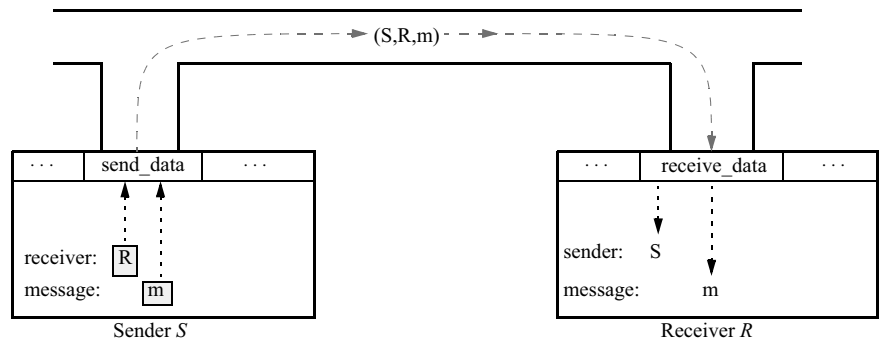 (S,R,m)
··· send_data ···
··· receive_data ···
receiver: R
message: m
sender: S
message: m
Sender S
Receiver R